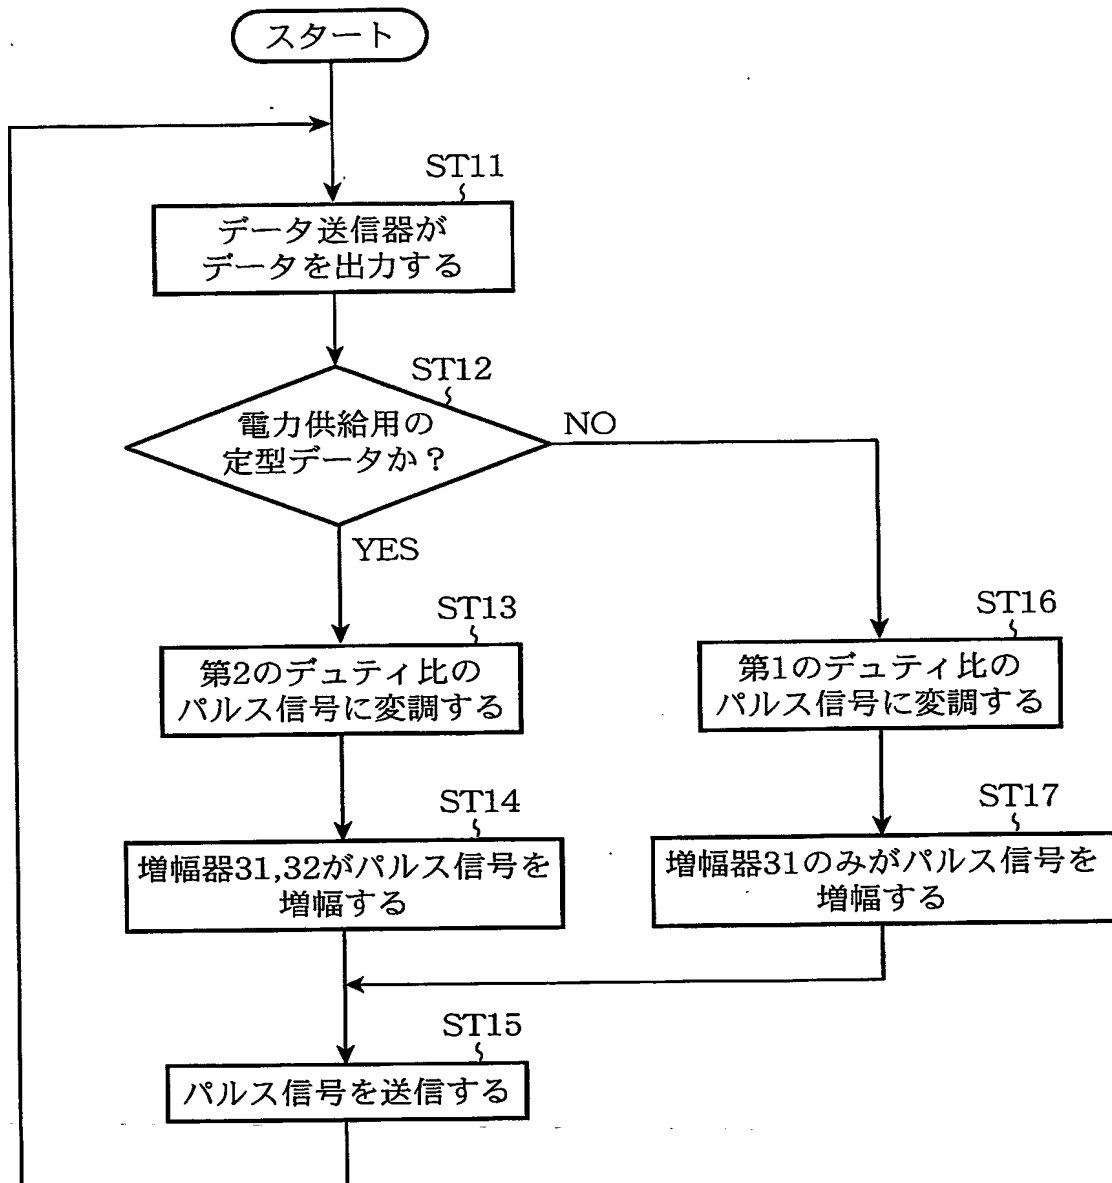 スタート
ST11
データ送信器が
データを出力する
ST12
電力供給用の
定型データか？
NO
YES
ST13
第2のデュティ比の
パルス信号に変調する
ST16
第1のデュティ比の
パルス信号に変調する
ST14
増幅器31,32がパルス信号を
増幅する
ST17
増幅器31のみがパルス信号を
増幅する
ST15
パルス信号を送信する